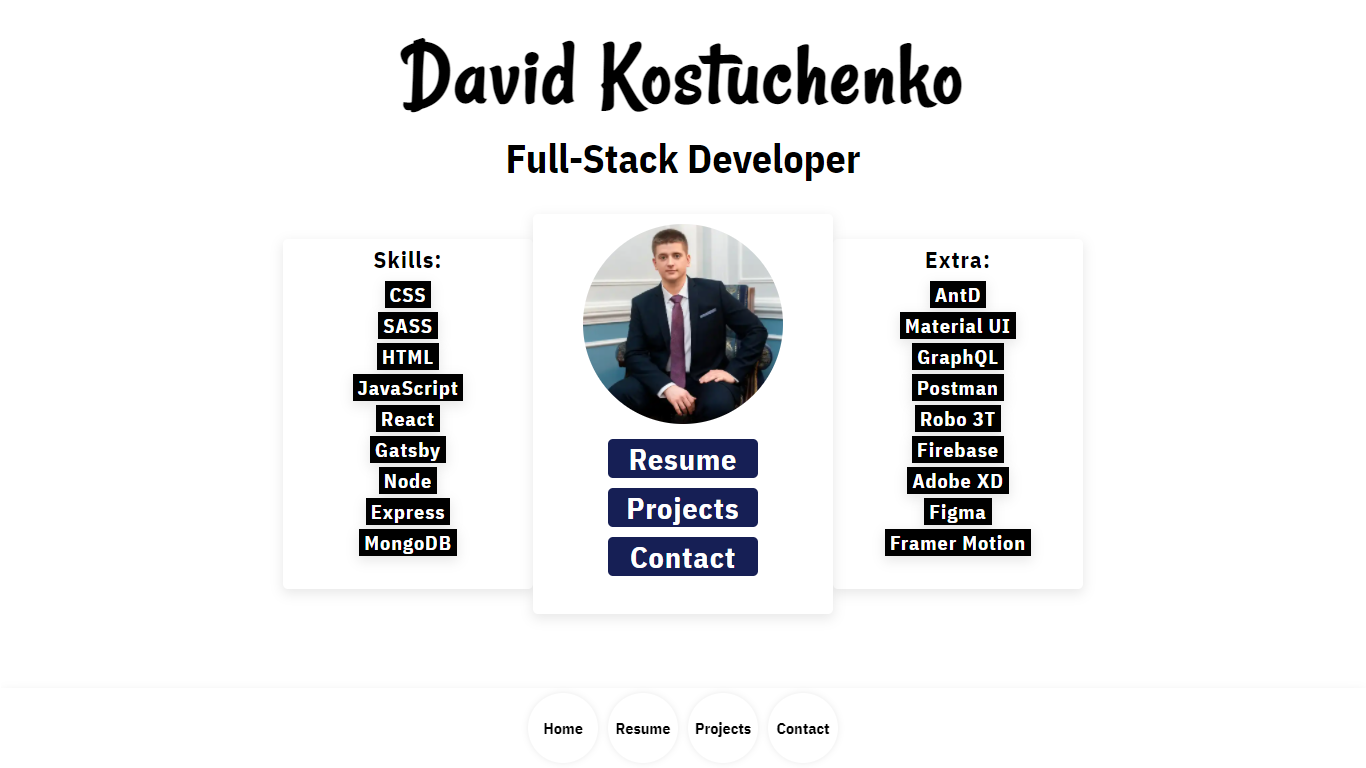 David Kostuchenko
Full-Stack Developer
Skills:
CSS
SASS
HTML
JavaScript
React
Gatsby
Node
Express
MongoDB
Resume
Projects
Contact
Extra:
AntD
Material UI
GraphQL
Postman
Robo 3T
Firebase
Adobe XD
Figma
Framer Motion
Home
Resume
Projects
Contact